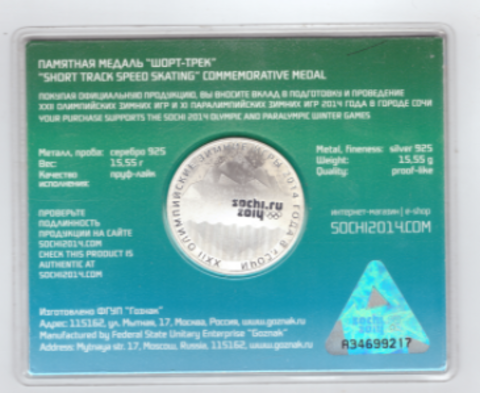 ПАМЯТНАЯ МЕДАЛЬ "ШОРТ-ТРЕК"
"SHORT TRACK SPEED SKATING" COMMEMORATIVE MEDAL
ПОКУПАЯ ОФИЦИАЛЬНУЮ ПРОДУКЦИЮ, ВЫ ВНОСИТЕ ВКЛАД В ПОДГОТОВКУ И ПРОВЕДЕНИЕ
XXII ОЛИМПИЙСКИХ ЗИМНИХ ИГР И XI ПАРАЛИМПИЙСКИХ ЗИМНИХ ИГР 2014 ГОДА В ГОРОДЕ СОЧИ
YOUR PURCHASE SUPPORTS THE SOCHI 2014 OLYMPIC AND PARALYMPIC WINTER GAMES
Металл, проба: серебро 925
Вес: 15,55 г
Качество исполнения: пруф-лайк
Metal, fineness: silver 925
Weight: 15,55 g
Quality: proof-like
XXII ОЛИМПИЙСКИЕ ЗИМНИЕ ИГРЫ 2014 ГОДА В Г.СОЧИ
sochi.ru
2014
ПРОВЕРЬТЕ
ПОДЛИННОСТЬ
ПРОДУКЦИИ НА САЙТЕ
SOCHI2014.COM
CHECK THIS PRODUCT IS
AUTHENTIC AT
SOCHI2014.COM
интернет-магазин | e-shop
SOCHI2014.COM
Изготовлено ФГУП "Гознак"
Адрес: 115162, ул. Мытная, 17, Москва, Россия, www.goznak.ru
Manufactured by Federal State Unitary Enterprise "Goznak"
Address: Mytnaya str. 17, Moscow, Russia, 115162, www.goznak.ru
sochi
2014
A34699217